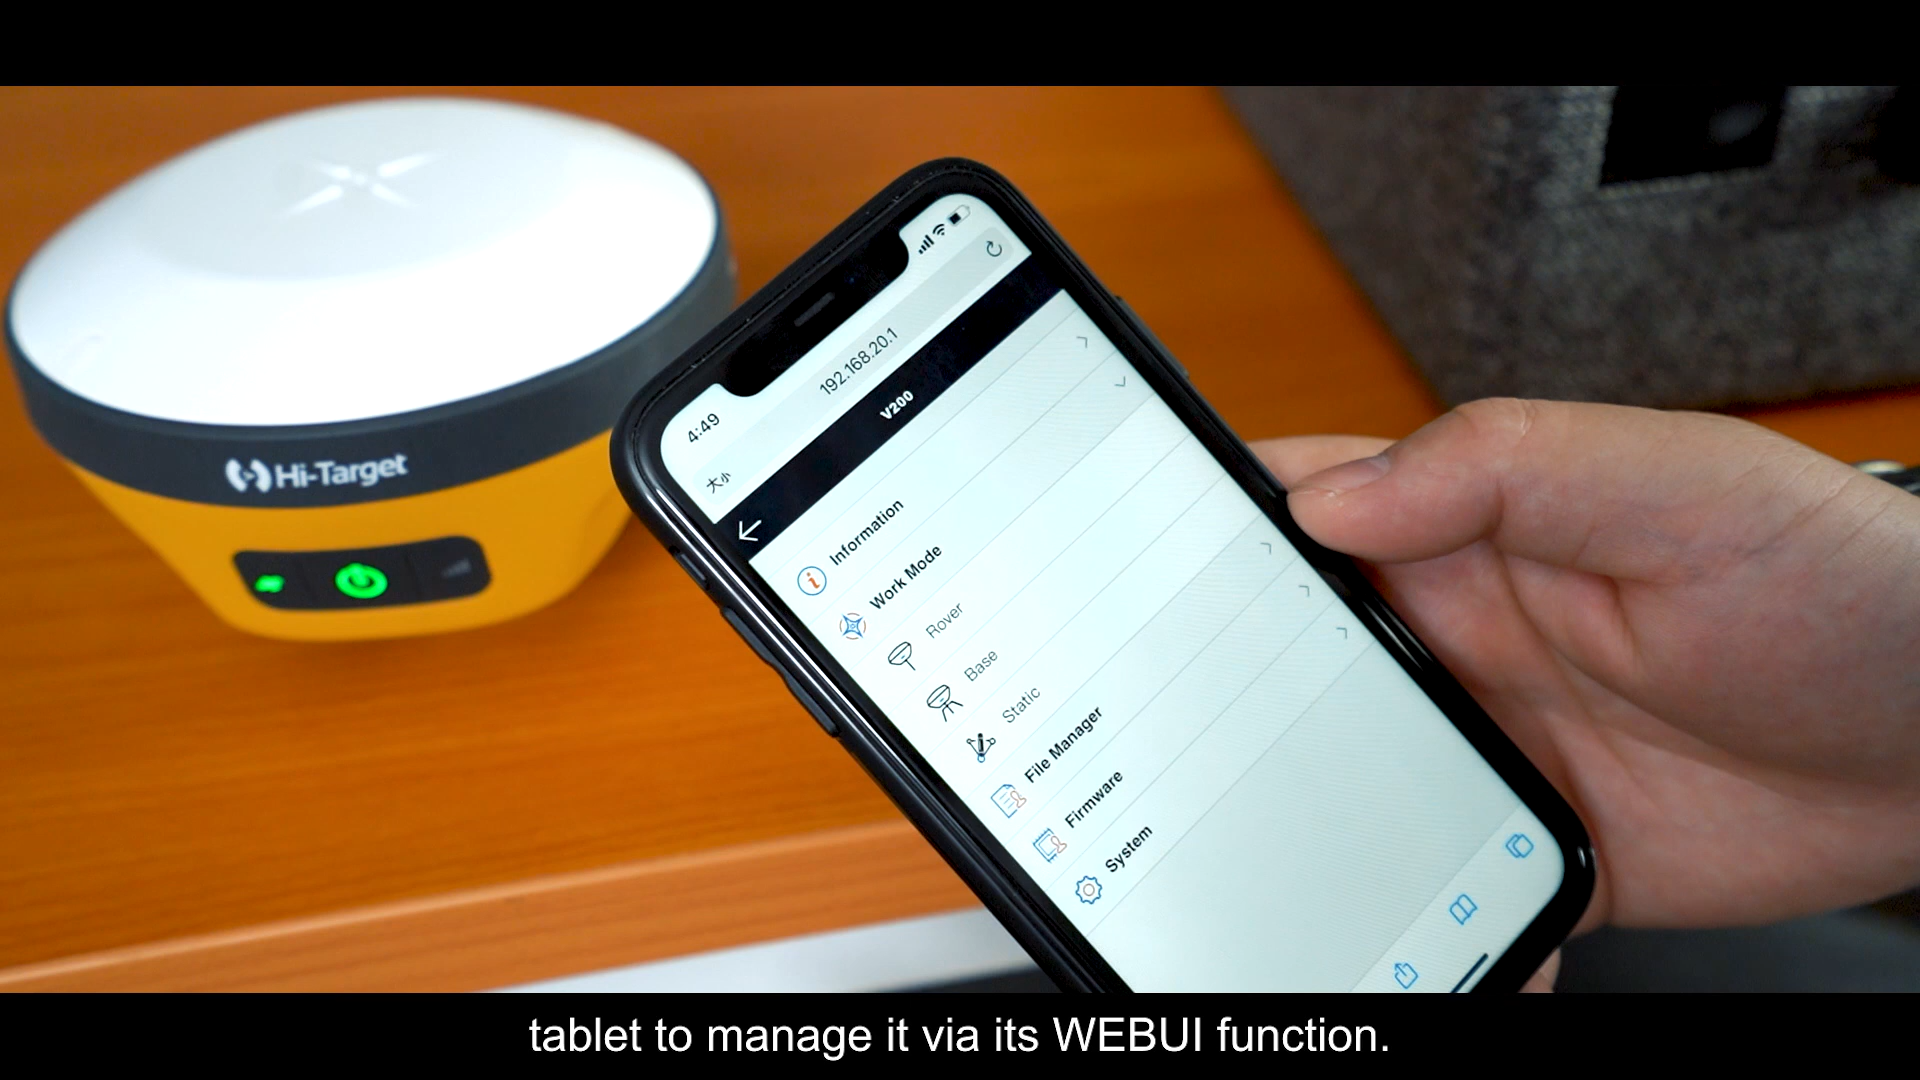 Hi-Target
4:49
大小
192.168.20.1
V200
Information
Work Mode
Rover
Base
Static
File Manager
Firmware
System
tablet to manage it via its WEBUI function.